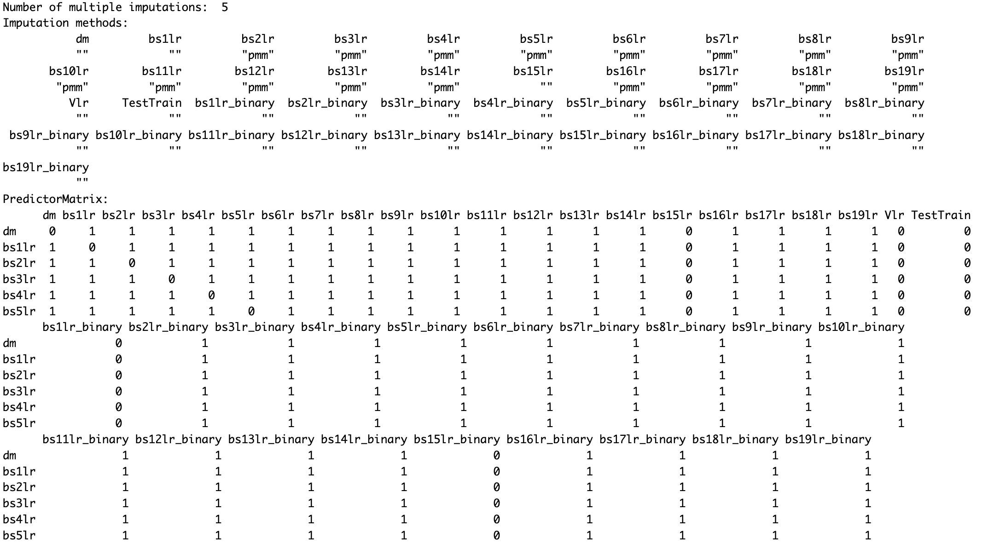 Number of multiple imputations:  5
Imputation methods:
           dm         bs1lr         bs2lr         bs3lr         bs4lr         bs5lr         bs6lr         bs7lr         bs8lr         bs9lr
           ""            ""         "pmm"         "pmm"         "pmm"         "pmm"         "pmm"         "pmm"         "pmm"         "pmm"
       bs10lr        bs11lr        bs12lr        bs13lr        bs14lr        bs15lr        bs16lr        bs17lr        bs18lr        bs19lr
        "pmm"         "pmm"         "pmm"         "pmm"         "pmm"            ""         "pmm"         "pmm"         "pmm"         "pmm"
          Vlr     TestTrain  bs1lr_binary  bs2lr_binary  bs3lr_binary  bs4lr_binary  bs5lr_binary  bs6lr_binary  bs7lr_binary  bs8lr_binary
           ""            ""            ""            ""            ""            ""            ""            ""            ""            ""
 bs9lr_binary bs10lr_binary bs11lr_binary bs12lr_binary bs13lr_binary bs14lr_binary bs15lr_binary bs16lr_binary bs17lr_binary bs18lr_binary
           ""            ""            ""            ""            ""            ""            ""            ""            ""            ""
bs19lr_binary
           ""
PredictorMatrix:
      dm bs1lr bs2lr bs3lr bs4lr bs5lr bs6lr bs7lr bs8lr bs9lr bs10lr bs11lr bs12lr bs13lr bs14lr bs15lr bs16lr bs17lr bs18lr bs19lr Vlr TestTrain
dm     0     1     1     1     1     1     1     1     1     1      1      1      1      1      1      0      1      1      1      1   0         0
bs1lr  1     0     1     1     1     1     1     1     1     1      1      1      1      1      1      0      1      1      1      1   0         0
bs2lr  1     1     0     1     1     1     1     1     1     1      1      1      1      1      1      0      1      1      1      1   0         0
bs3lr  1     1     1     0     1     1     1     1     1     1      1      1      1      1      1      0      1      1      1      1   0         0
bs4lr  1     1     1     1     0     1     1     1     1     1      1      1      1      1      1      0      1      1      1      1   0         0
bs5lr  1     1     1     1     1     0     1     1     1     1      1      1      1      1      1      0      1      1      1      1   0         0
      bs1lr_binary bs2lr_binary bs3lr_binary bs4lr_binary bs5lr_binary bs6lr_binary bs7lr_binary bs8lr_binary bs9lr_binary bs10lr_binary
dm               0            1            1            1            1            1            1            1            1             1
bs1lr            0            1            1            1            1            1            1            1            1             1
bs2lr            0            1            1            1            1            1            1            1            1             1
bs3lr            0            1            1            1            1            1            1            1            1             1
bs4lr            0            1            1            1            1            1            1            1            1             1
bs5lr            0            1            1            1            1            1            1            1            1             1
      bs11lr_binary bs12lr_binary bs13lr_binary bs14lr_binary bs15lr_binary bs16lr_binary bs17lr_binary bs18lr_binary bs19lr_binary
dm                1             1             1             1             0             1             1             1             1
bs1lr             1             1             1             1             0             1             1             1             1
bs2lr             1             1             1             1             0             1             1             1             1
bs3lr             1             1             1             1             0             1             1             1             1
bs4lr             1             1             1             1             0             1             1             1             1
bs5lr             1             1             1             1             0             1             1             1             1